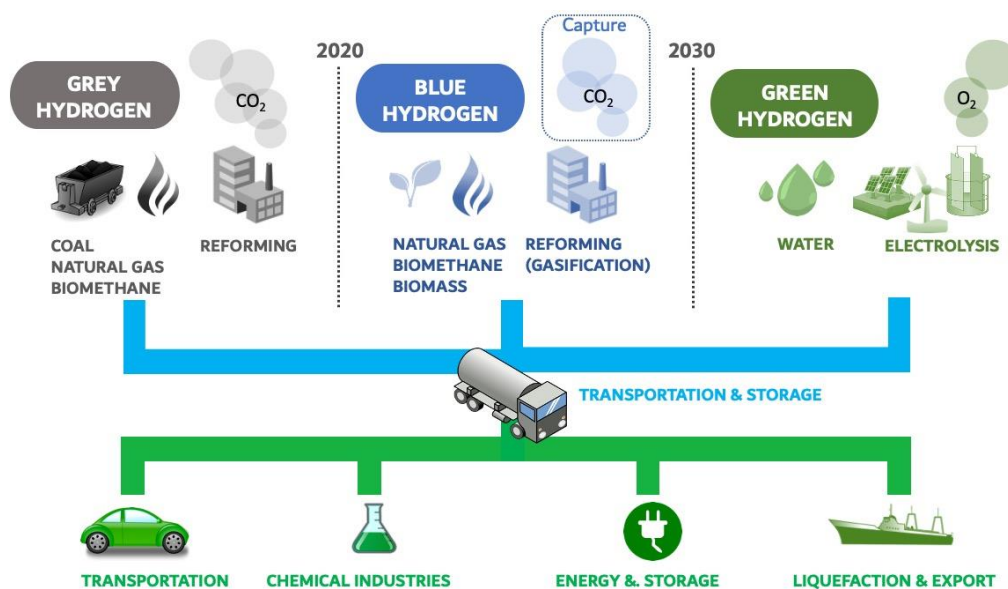 Capture
2020
2030
GREY
HYDROGEN
CO₂
BLUE
HYDROGEN
CO₂
GREEN
HYDROGEN
O₂
COAL
NATURAL GAS
BIOMETHANE
REFORMING
NATURAL GAS
BIOMETHANE
BIOMASS
REFORMING
(GASIFICATION)
WATER
ELECTROLYSIS
TRANSPORTATION & STORAGE
TRANSPORTATION
CHEMICAL INDUSTRIES
ENERGY &. STORAGE
LIQUEFACTION & EXPORT